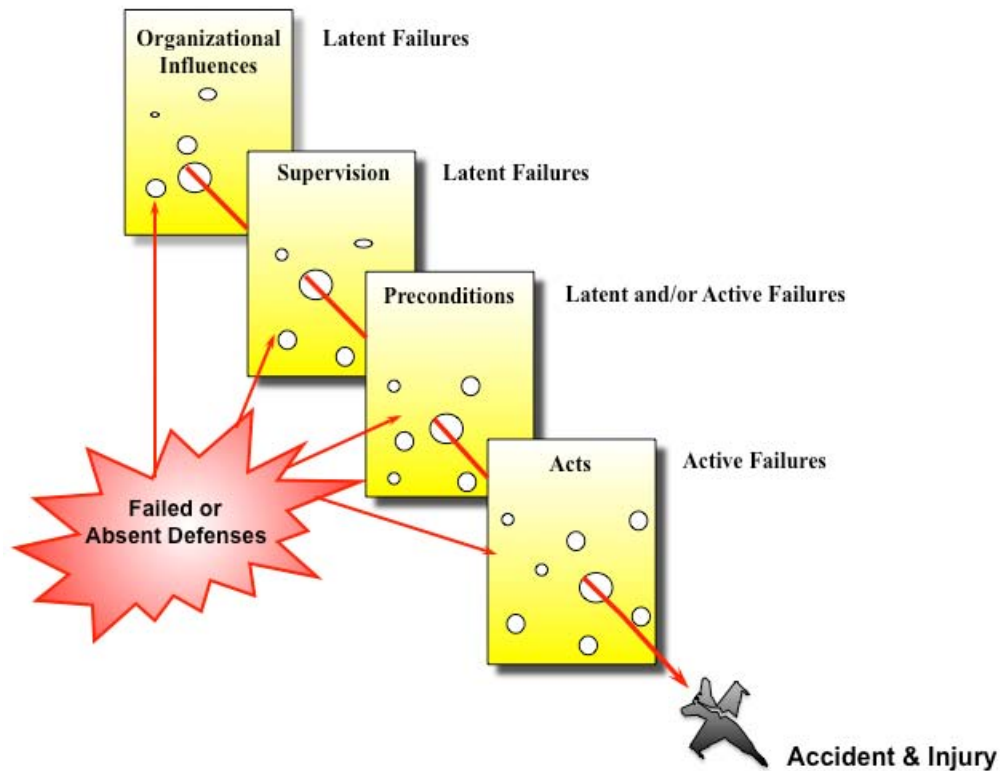 Organizational
Influences
Latent Failures
Supervision
Latent Failures
Preconditions
Latent and/or Active Failures
Acts
Active Failures
Failed or
Absent Defenses
Accident & Injury